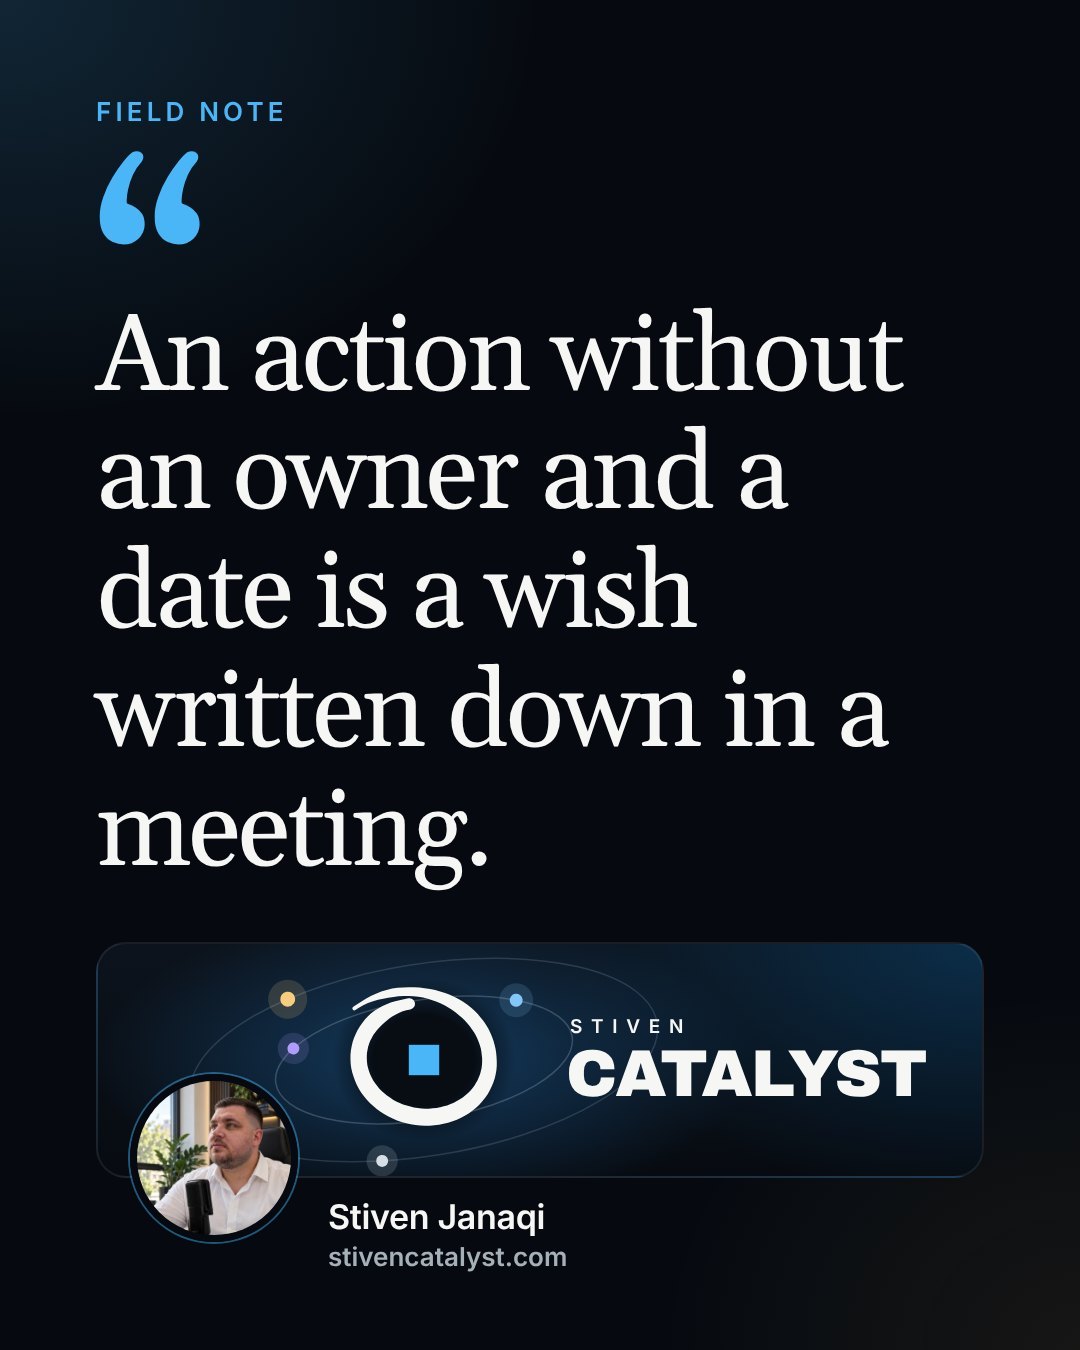 FIELD NOTE
“
An action without
an owner and a
date is a wish
written down in a
meeting.
STIVEN
CATALYST
Stiven Janaqi
stivencatalyst.com